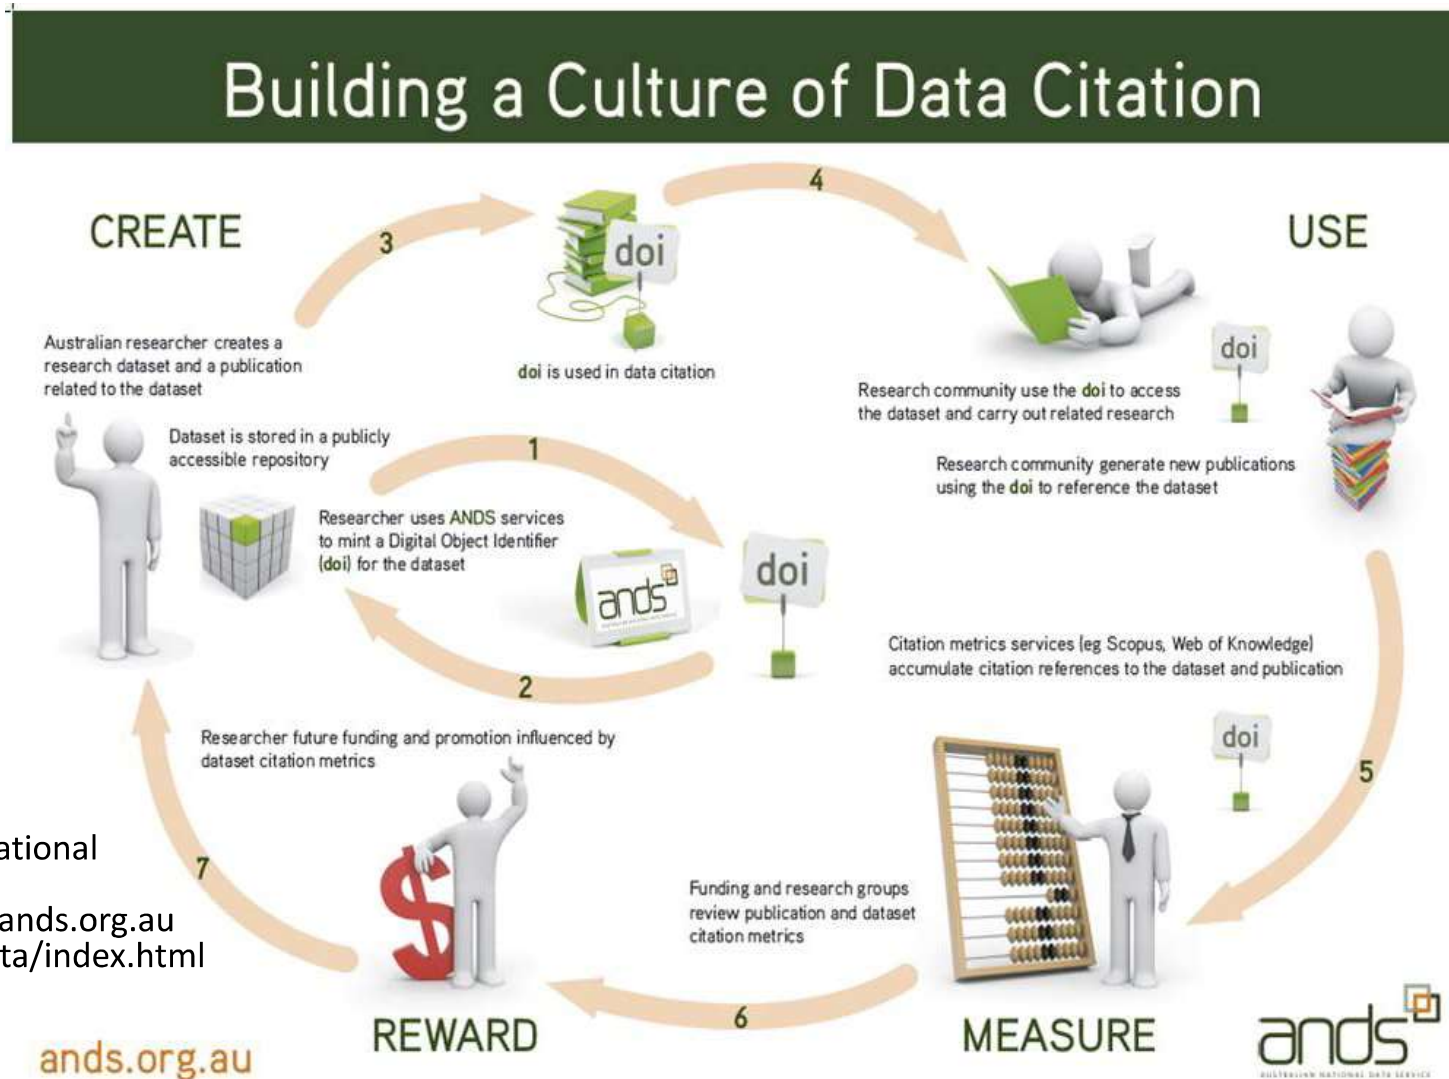 Building a Culture of Data Citation
CREATE
3
doi
doi is used in data citation
4
USE
Australian researcher creates a
research dataset and a publication
related to the dataset
doi
Research community use the doi to access
the dataset and carry out related research
Research community generate new publications
using the doi to reference the dataset
Dataset is stored in a publicly
accessible repository
1
Researcher uses ANDS services
to mint a Digital Object Identifier
(doi) for the dataset
ands
doi
2
Citation metrics services (eg Scopus, Web of Knowledge)
accumulate citation references to the dataset and publication
doi
5
Funding and research groups
review publication and dataset
citation metrics
MEASURE
6
Researcher future funding and promotion influenced by
dataset citation metrics
REWARD
7
ational
ands.org.au
ta/index.html
ands.org.au
ands
AUSTRALIAN NATIONAL DATA SERVICE